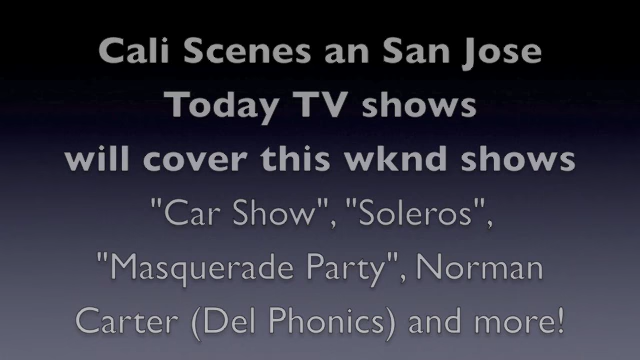 Cali Scenes an San Jose
Today TV shows
will cover this wknd shows
"Car Show", "Soleros",
"Masquerade Party", Norman
Carter (Del Phonics) and more!